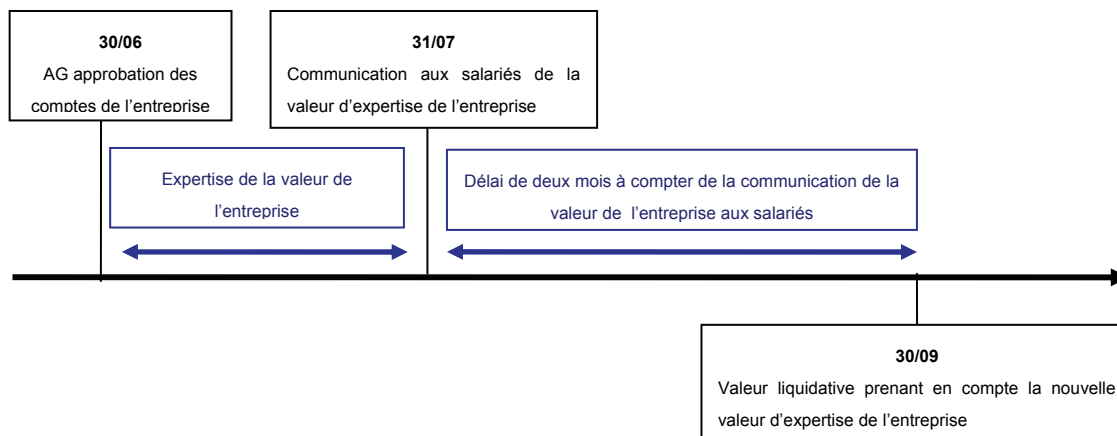 30/06
AG approbation des
comptes de l'entreprise
31/07
Communication aux salariés de la
valeur d'expertise de l'entreprise
Expertise de la valeur de
l'entreprise
Délai de deux mois à compter de la communication de la
valeur de l'entreprise aux salariés
30/09
Valeur liquidative prenant en compte la nouvelle
valeur d'expertise de l'entreprise